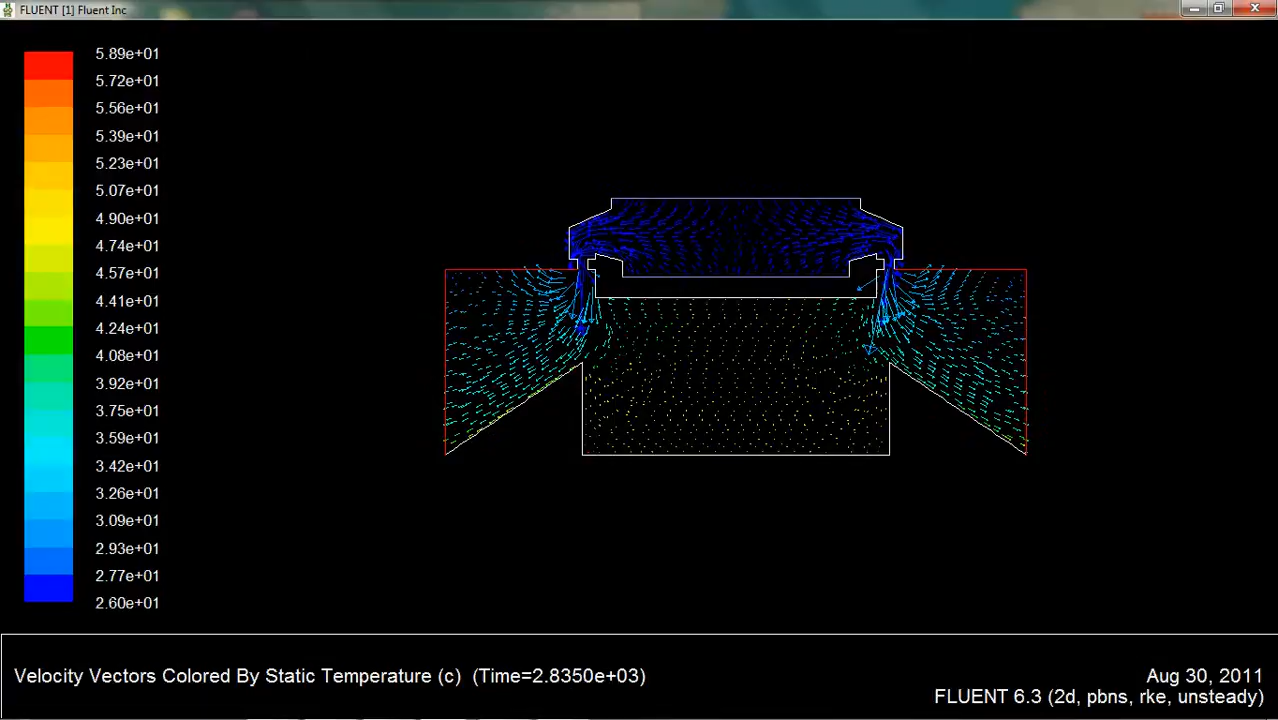 FLUENT [1] Fluent Inc
5.89e+01
5.72e+01
5.56e+01
5.39e+01
5.23e+01
5.07e+01
4.90e+01
4.74e+01
4.57e+01
4.41e+01
4.24e+01
4.08e+01
3.92e+01
3.75e+01
3.59e+01
3.42e+01
3.26e+01
3.09e+01
2.93e+01
2.77e+01
2.60e+01
Velocity Vectors Colored By Static Temperature (c) (Time=2.8350e+03)
Aug 30, 2011
FLUENT 6.3 (2d, pbns, rke, unsteady)